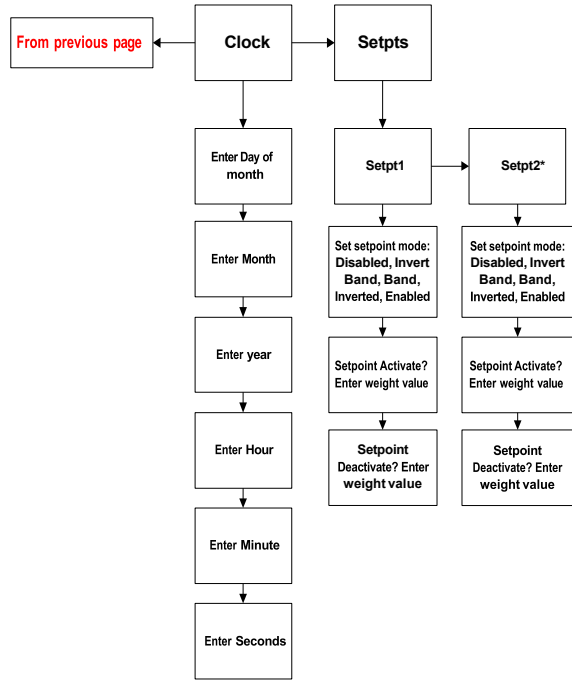 From previous page
Clock
Setpts
Enter Day of
month
Enter Month
Enter year
Enter Hour
Enter Minute
Enter Seconds
Setpt1
Set setpoint mode:
Disabled, Invert
Band, Band,
Inverted, Enabled
Setpoint Activate?
Enter weight value
Setpoint
Deactivate? Enter
weight value
Setpt2*
Set setpoint mode:
Disabled, Invert
Band, Band,
Inverted, Enabled
Setpoint Activate?
Enter weight value
Setpoint
Deactivate? Enter
weight value